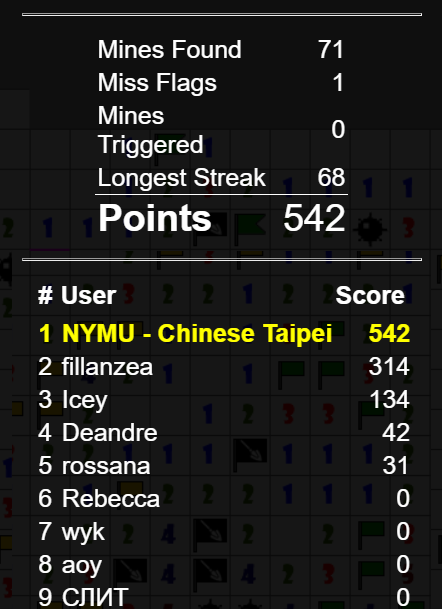 Mines Found 71
Miss Flags 1
Mines
Triggered 0
Longest Streak 68
Points 542
# User Score
1 NYMU - Chinese Taipei 542
2 fillanzea 314
3 Icey 134
4 Deandre 42
5 rossana 31
6 Rebecca 0
7 wyk 0
8 aoy 0
9 СЛИТ 0